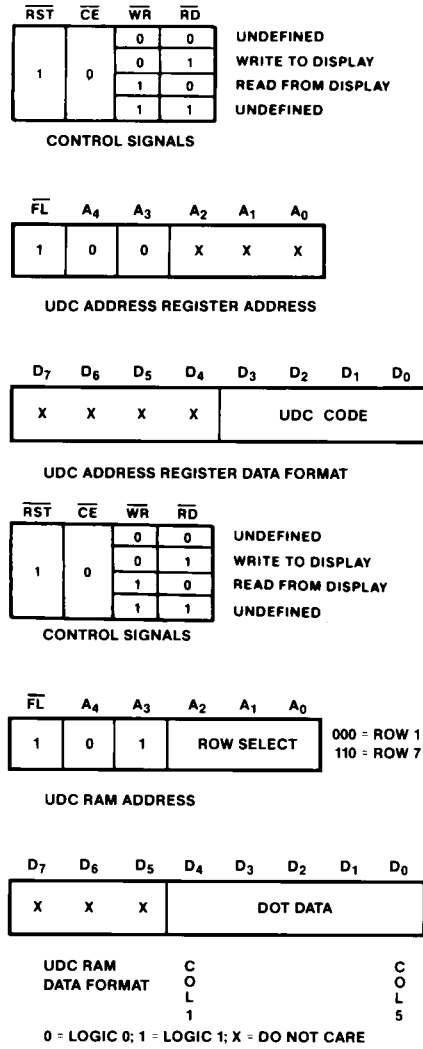 RST CE WR RD
0 0 UNDEFINED
0 1 WRITE TO DISPLAY
1 0 1 0 READ FROM DISPLAY
1 1 UNDEFINED
CONTROL SIGNALS
FL A4 A3 A2 A1 A0
1 0 0 X X X
UDC ADDRESS REGISTER ADDRESS
D7 D6 D5 D4 D3 D2 D1 D0
X X X X UDC CODE
UDC ADDRESS REGISTER DATA FORMAT
RST CE WR RD
0 0 UNDEFINED
0 1 WRITE TO DISPLAY
1 0 1 0 READ FROM DISPLAY
1 1 UNDEFINED
CONTROL SIGNALS
FL A4 A3 A2 A1 A0
1 0 1 ROW SELECT 000 = ROW 1
110 = ROW 7
UDC RAM ADDRESS
D7 D6 D5 D4 D3 D2 D1 D0
X X X DOT DATA
UDC RAM
DATA FORMAT
COL1
COL5
0 = LOGIC 0; 1 = LOGIC 1; X = DO NOT CARE